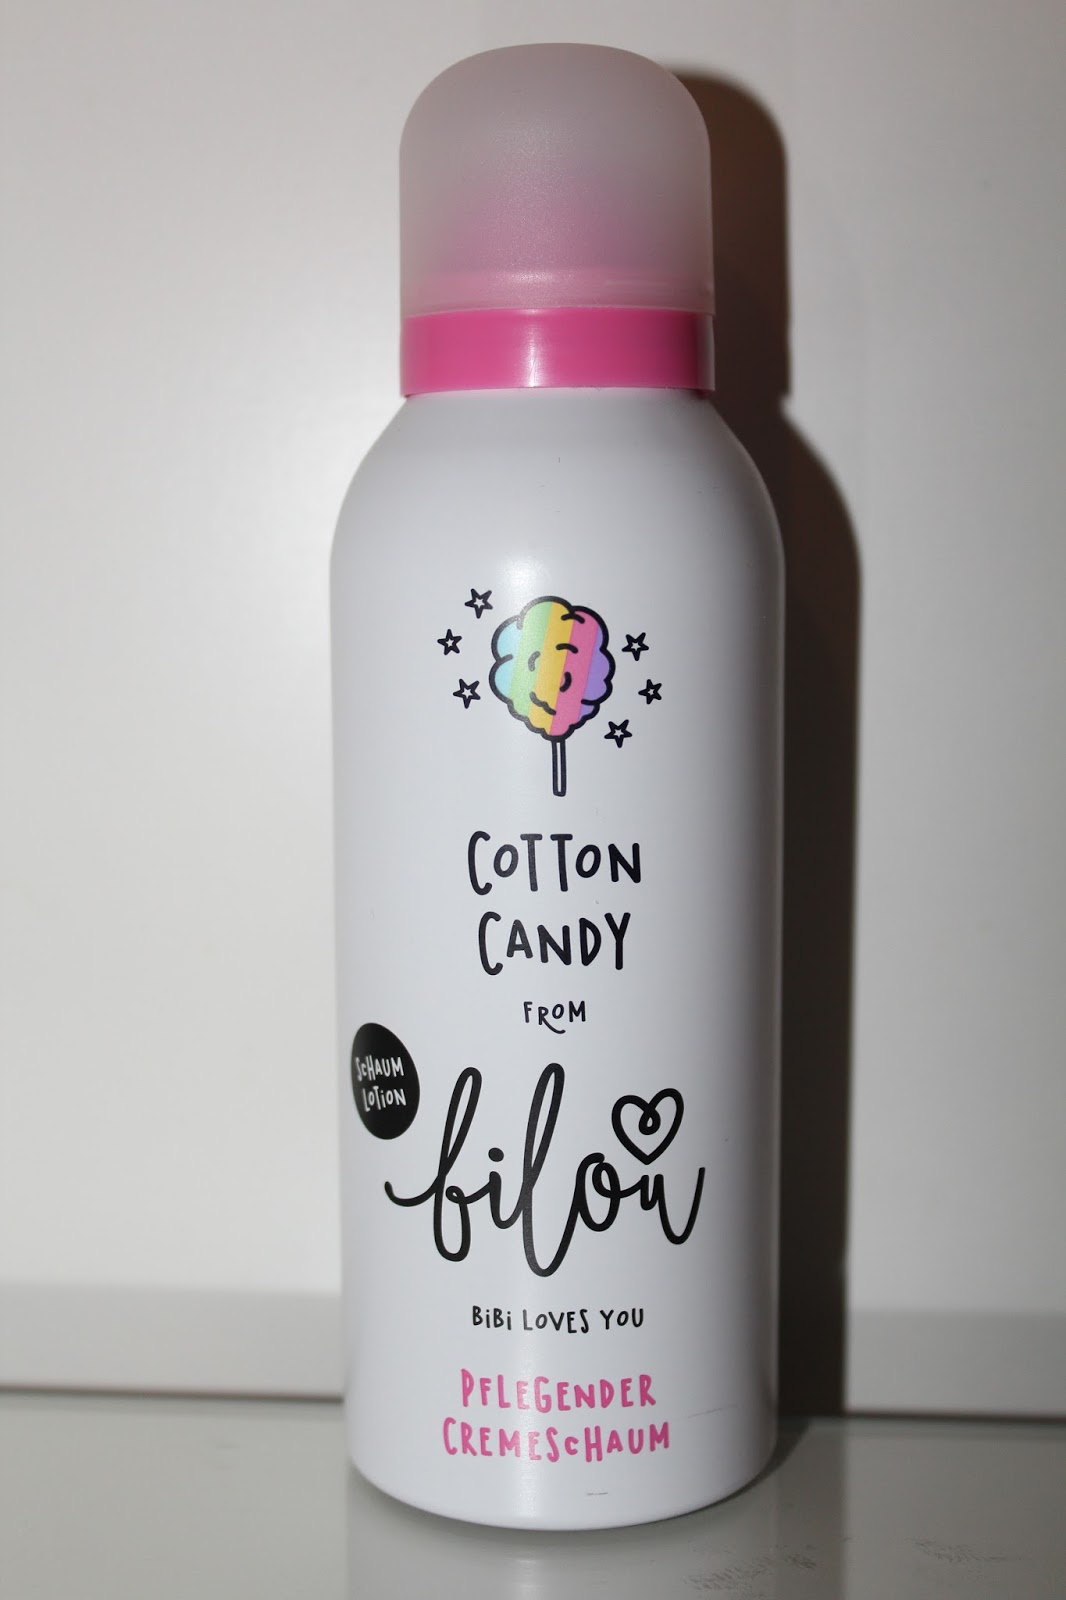 COTTON
CANDY
FROM
SCHAUM
LOTION
bilou
BiBi LOVES YOU
PFLEGENDER
CREMESCHAUM